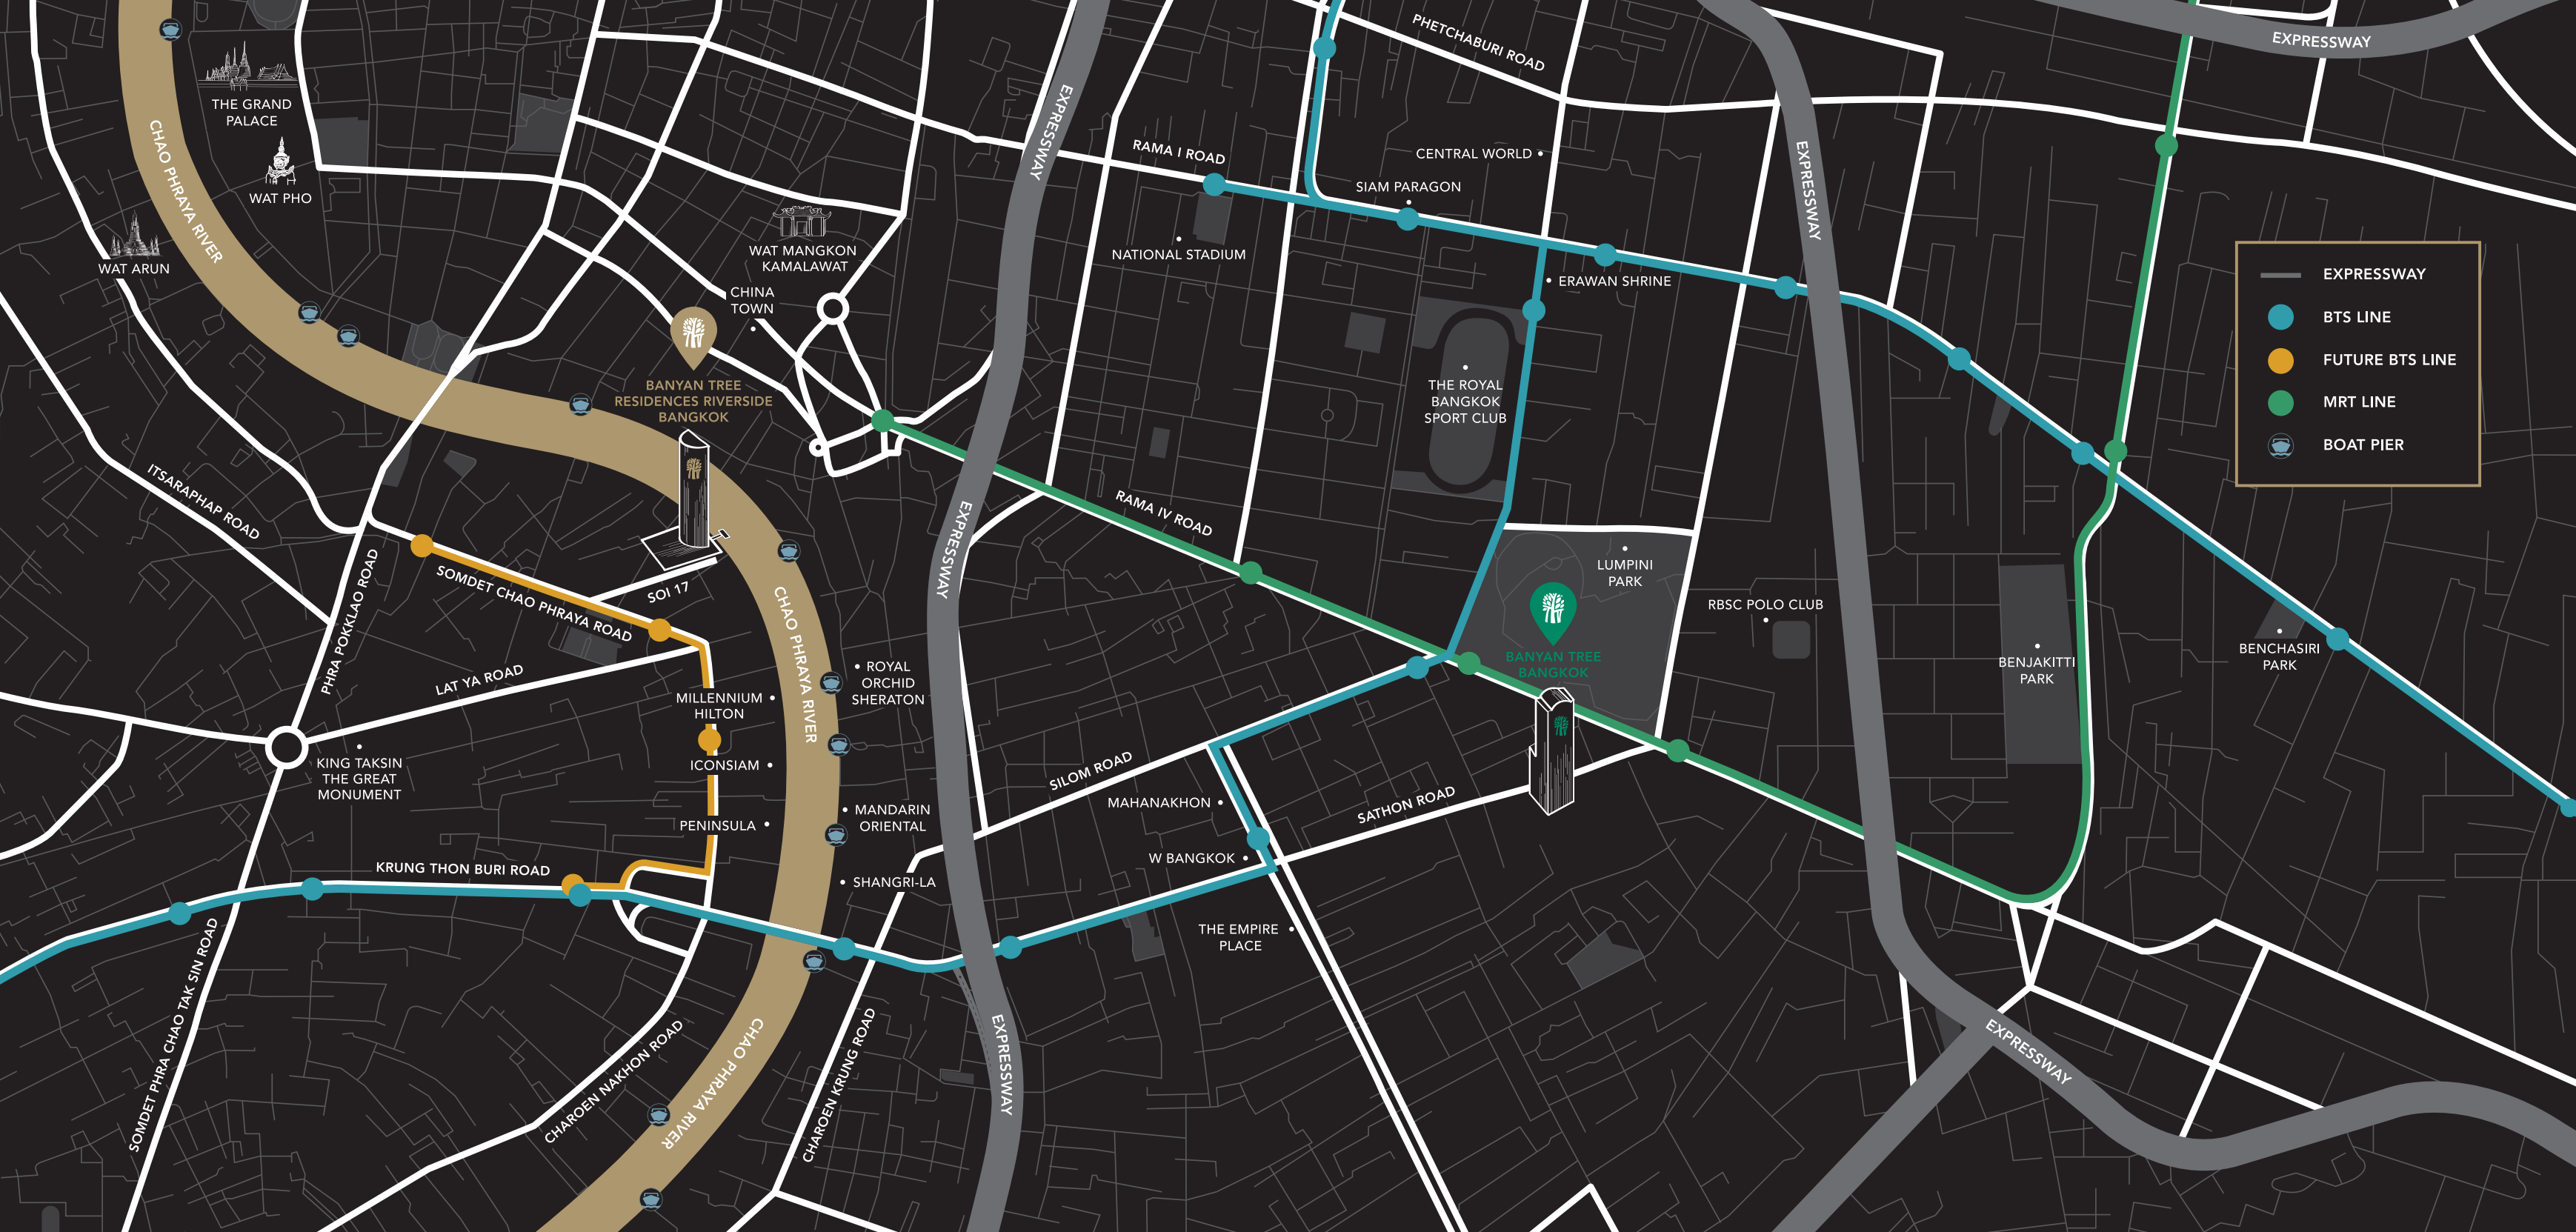 THE GRAND
PALACE
WAT PHO
WAT ARUN
CHAO PHRAYA RIVER
WAT MANGKON
KAMALAWAT
CHINA
TOWN
BANYAN TREE
RESIDENCES RIVERSIDE
BANGKOK
EXPRESSWAY
RAMA I ROAD
PHETCHABURI ROAD
CENTRAL WORLD
SIAM PARAGON
NATIONAL STADIUM
ERAWAN SHRINE
THE ROYAL
BANGKOK
SPORT CLUB
EXPRESSWAY
EXPRESSWAY
EXPRESSWAY
BTS LINE
FUTURE BTS LINE
MRT LINE
BOAT PIER
ITSARAPHAP ROAD
PHRA POKKLAO ROAD
SOMDET CHAO PHRAYA ROAD
SOI 17
LAT YA ROAD
CHAO PHRAYA RIVER
EXPRESSWAY
RAMA IV ROAD
LUMPINI
PARK
BANYAN TREE
BANGKOK
RBSC POLO CLUB
BENJAKITTI
PARK
BENCHASIRI
PARK
MILLENNIUM
HILTON
ROYAL
ORCHID
SHERATON
ICONSIAM
PENINSULA
MANDARIN
ORIENTAL
SHANGRI-LA
KING TAKSIN
THE GREAT
MONUMENT
KRUNG THON BURI ROAD
SILOM ROAD
MAHANAKHON
W BANGKOK
SATHON ROAD
THE EMPIRE
PLACE
SOMDET PHRA CHAO TAK SIN ROAD
CHAROEN NAKHON ROAD
CHAO PHRAYA RIVER
CHAROEN KRUNG ROAD
EXPRESSWAY
EXPRESSWAY